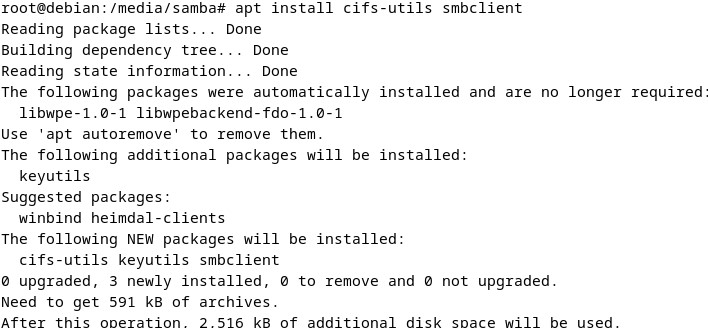 root@debian:/media/samba# apt install cifs-utils smbclient
Reading package lists... Done
Building dependency tree... Done
Reading state information... Done
The following packages were automatically installed and are no longer required:
  libwpe-1.0-1 libwpebackend-fdo-1.0-1
Use 'apt autoremove' to remove them.
The following additional packages will be installed:
  keyutils
Suggested packages:
  winbind heimdal-clients
The following NEW packages will be installed:
  cifs-utils keyutils smbclient
0 upgraded, 3 newly installed, 0 to remove and 0 not upgraded.
Need to get 591 kB of archives.
After this operation, 2,516 kB of additional disk space will be used.